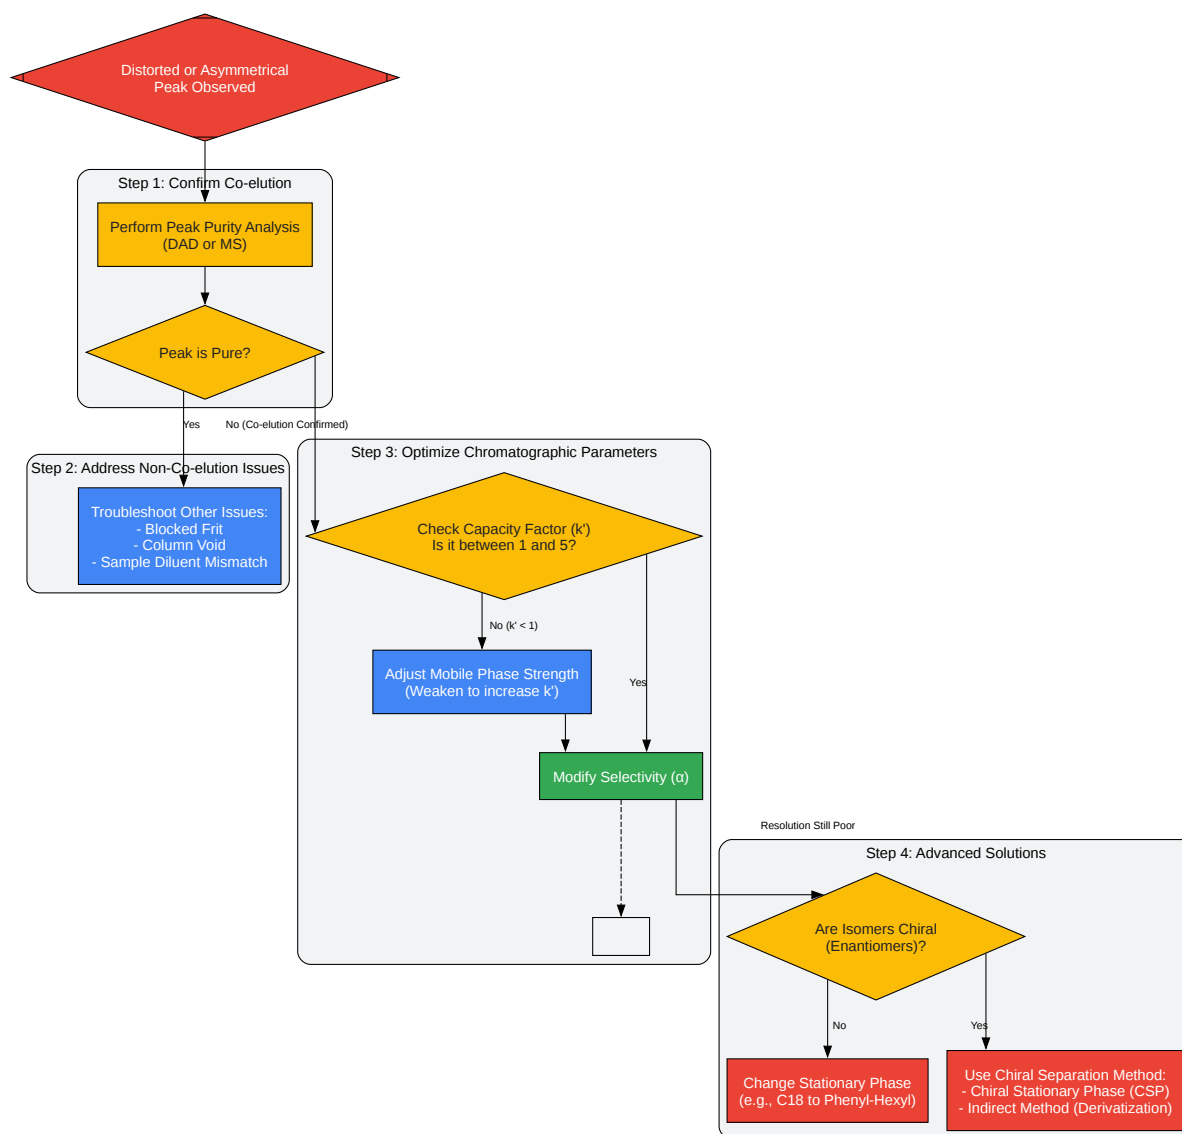 Distorted or Asymmetrical
Peak Observed
Step 1: Confirm Co-elution
Perform Peak Purity Analysis
(DAD or MS)
Peak is Pure?
Yes
No (Co-elution Confirmed)
Step 2: Address Non-Co-elution Issues
Troubleshoot Other Issues:
- Blocked Frit
- Column Void
- Sample Diluent Mismatch
Step 3: Optimize Chromatographic Parameters
Check Capacity Factor (k')
Is it between 1 and 5?
No (k' < 1)
Adjust Mobile Phase Strength
(Weaken to increase k')
Yes
Modify Selectivity (α)
Resolution Still Poor
Step 4: Advanced Solutions
Are Isomers Chiral
(Enantiomers)?
No
Yes
Change Stationary Phase
(e.g., C18 to Phenyl-Hexyl)
Use Chiral Separation Method:
- Chiral Stationary Phase (CSP)
- Indirect Method (Derivatization)